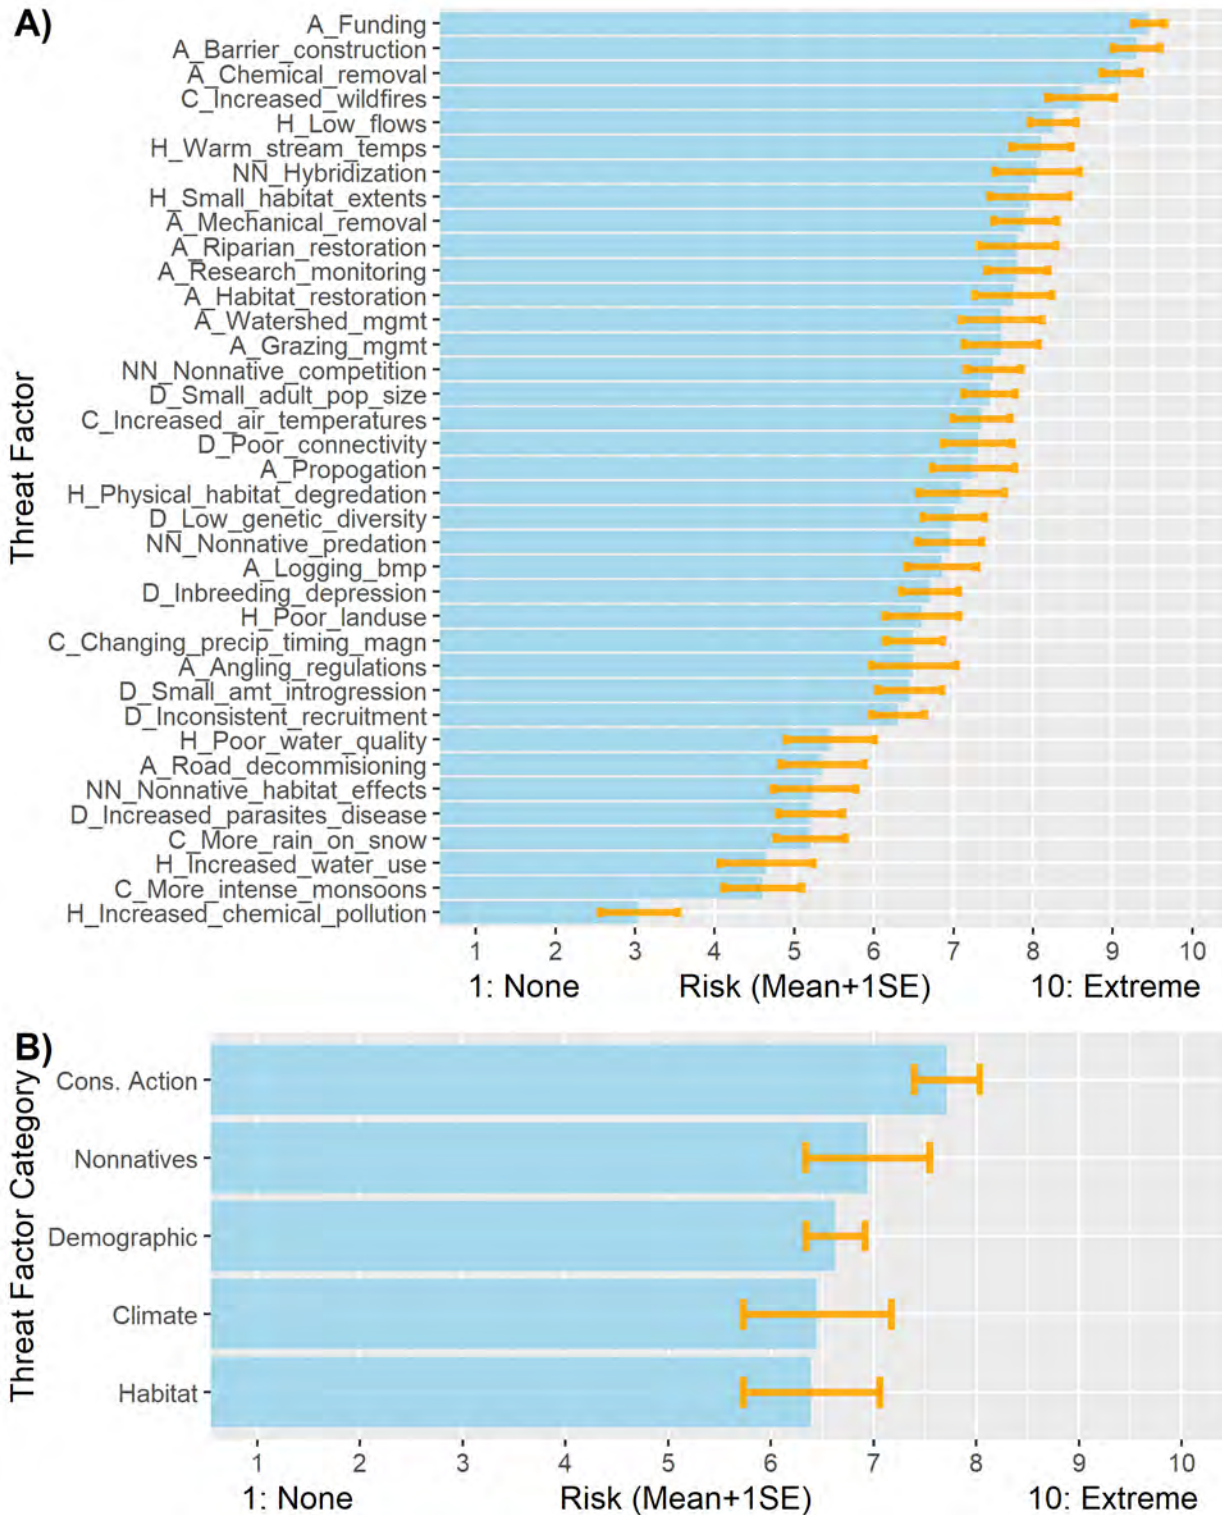 A)
A_Funding
A_Barrier_construction
A_Chemical_removal
C_Increased_wildfires
H_Low_flows
H_Warm_stream_temps
NN_Hybridization
H_Small_habitat_extents
A_Mechanical_removal
A_Riparian_restoration
A_Research_monitoring
A_Habitat_restoration
A_Watershed_mgmt
A_Grazing_mgmt
NN_Nonnative_competition
D_Small_adult_pop_size
C_Increased_air_temperatures
D_Poor_connectivity
A_Propogation
H_Physical_habitat_degredation
D_Low_genetic_diversity
NN_Nonnative_predation
A_Logging_bmp
D_Inbreeding_depression
H_Poor_landuse
C_Changing_precip_timing_magn
A_Angling_regulations
D_Small_amt_introgression
D_Inconsistent_recruitment
H_Poor_water_quality
A_Road_decommisioning
NN_Nonnative_habitat_effects
D_Increased_parasites_disease
C_More_rain_on_snow
H_Increased_water_use
C_More_intense_monsoons
H_Increased_chemical_pollution
Threat Factor
1 2 3 4 5 6 7 8 9 10
1: None Risk (Mean+1SE) 10: Extreme
B)
Cons. Action
Nonnatives
Demographic
Climate
Habitat
Threat Factor Category
1 2 3 4 5 6 7 8 9 10
1: None Risk (Mean+1SE) 10: Extreme